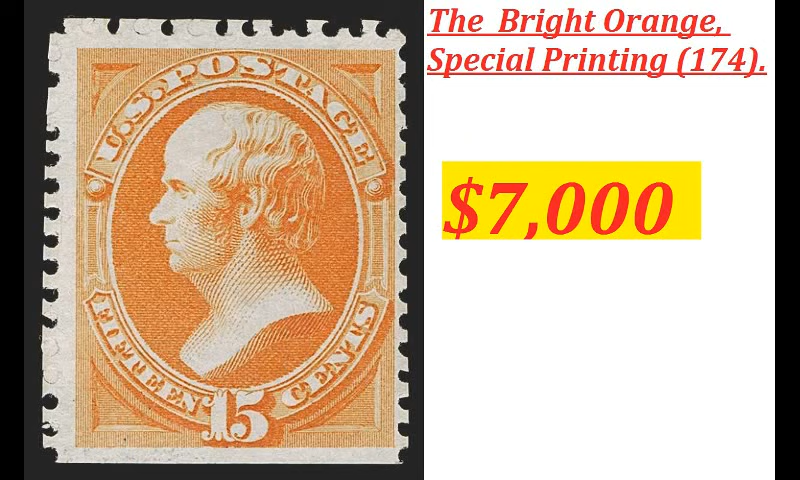 The Bright Orange,
Special Printing (174).
$7,000
U.S. POSTAGE
FIFTEEN 15 CENTS